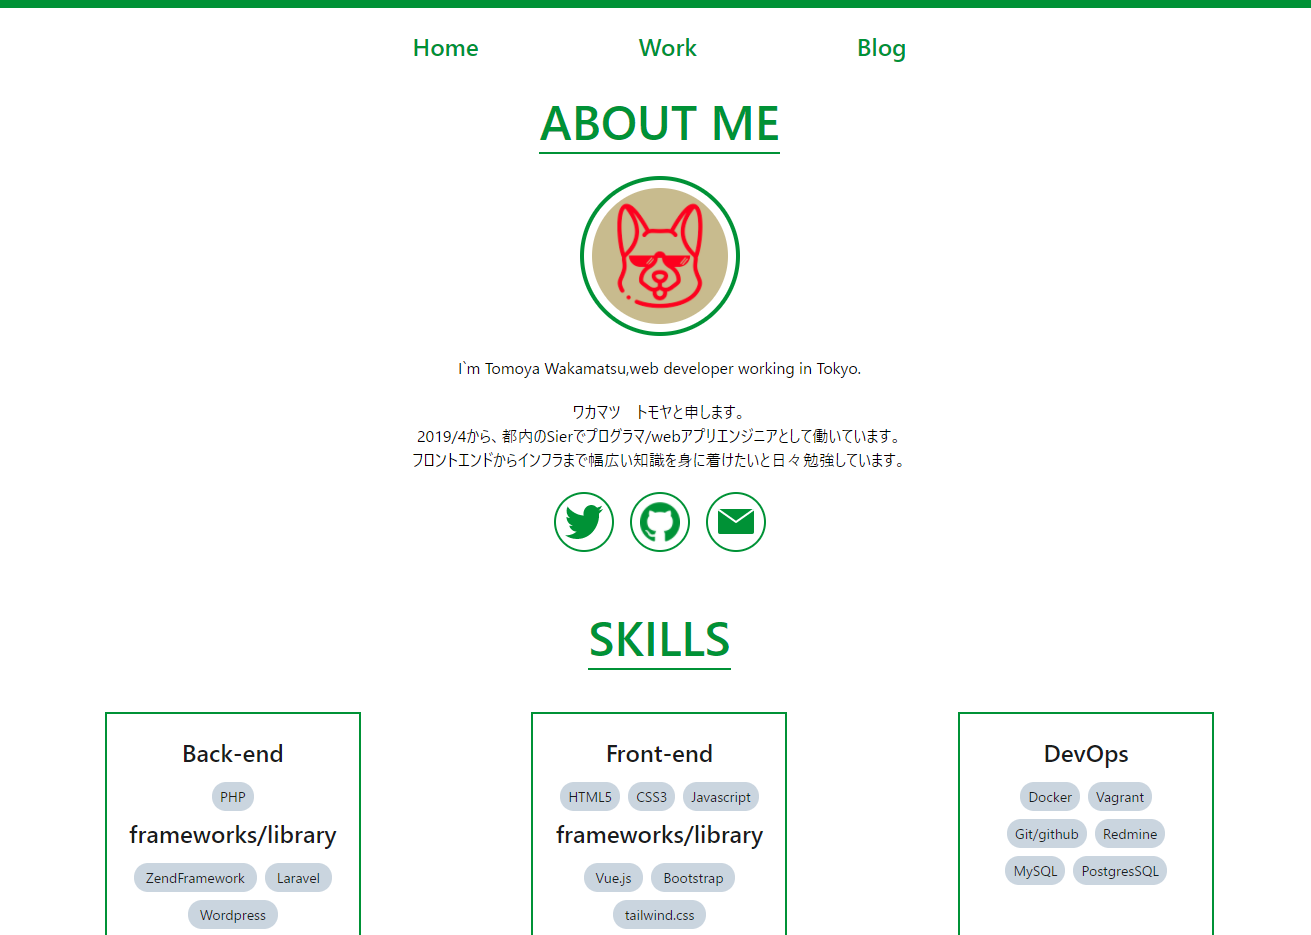 Home Work Blog
ABOUT ME
I`m Tomoya Wakamatsu,web developer working in Tokyo.
ワカマツ　トモヤと申します。
2019/4から、都内のSierでプログラマ/webアプリエンジニアとして働いています。
フロントエンドからインフラまで幅広い知識を身に着けたいと日々勉強しています。
SKILLS
Back-end
PHP
frameworks/library
ZendFramework Laravel
Wordpress
Front-end
HTML5 CSS3 Javascript
frameworks/library
Vue.js Bootstrap
tailwind.css
DevOps
Docker Vagrant
Git/github Redmine
MySQL PostgresSQL